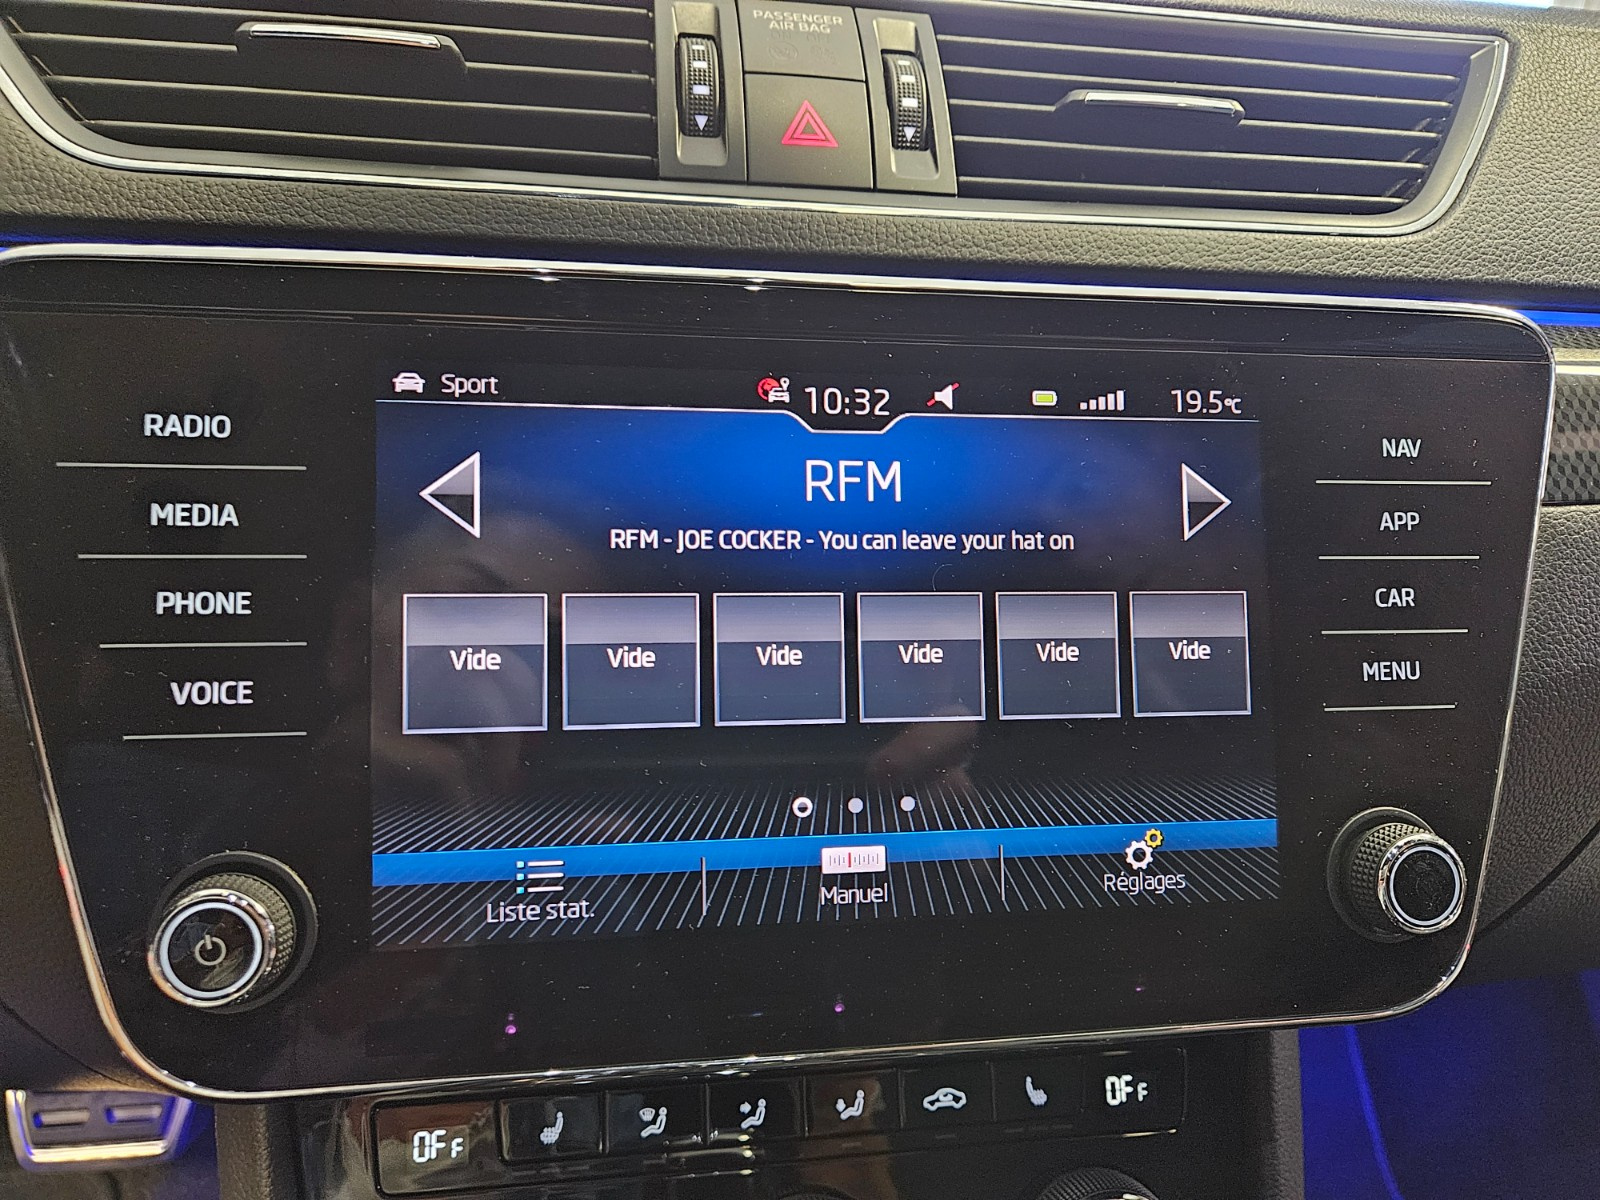 PASSENGER
AIR BAG
Sport
10:32
19.5°C
RADIO
MEDIA
PHONE
VOICE
RFM
RFM - JOE COCKER - You can leave your hat on
Vide
Vide
Vide
Vide
Vide
Vide
Liste stat.
Manuel
Réglages
NAV
APP
CAR
MENU
OFF
OFF